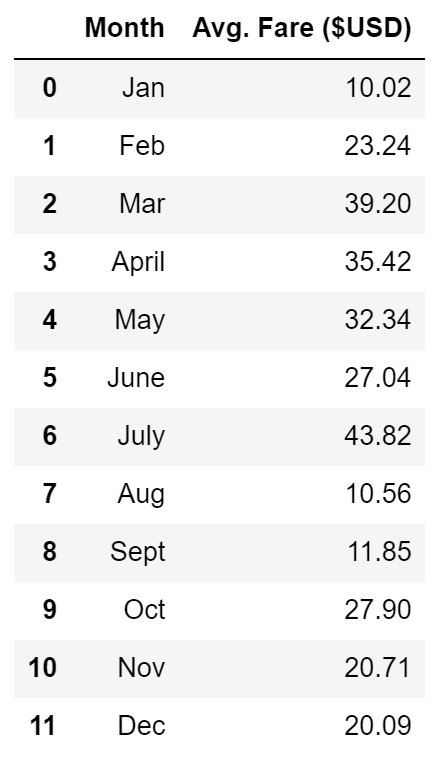 Month Avg. Fare ($USD)
0 Jan 10.02
1 Feb 23.24
2 Mar 39.20
3 April 35.42
4 May 32.34
5 June 27.04
6 July 43.82
7 Aug 10.56
8 Sept 11.85
9 Oct 27.90
10 Nov 20.71
11 Dec 20.09